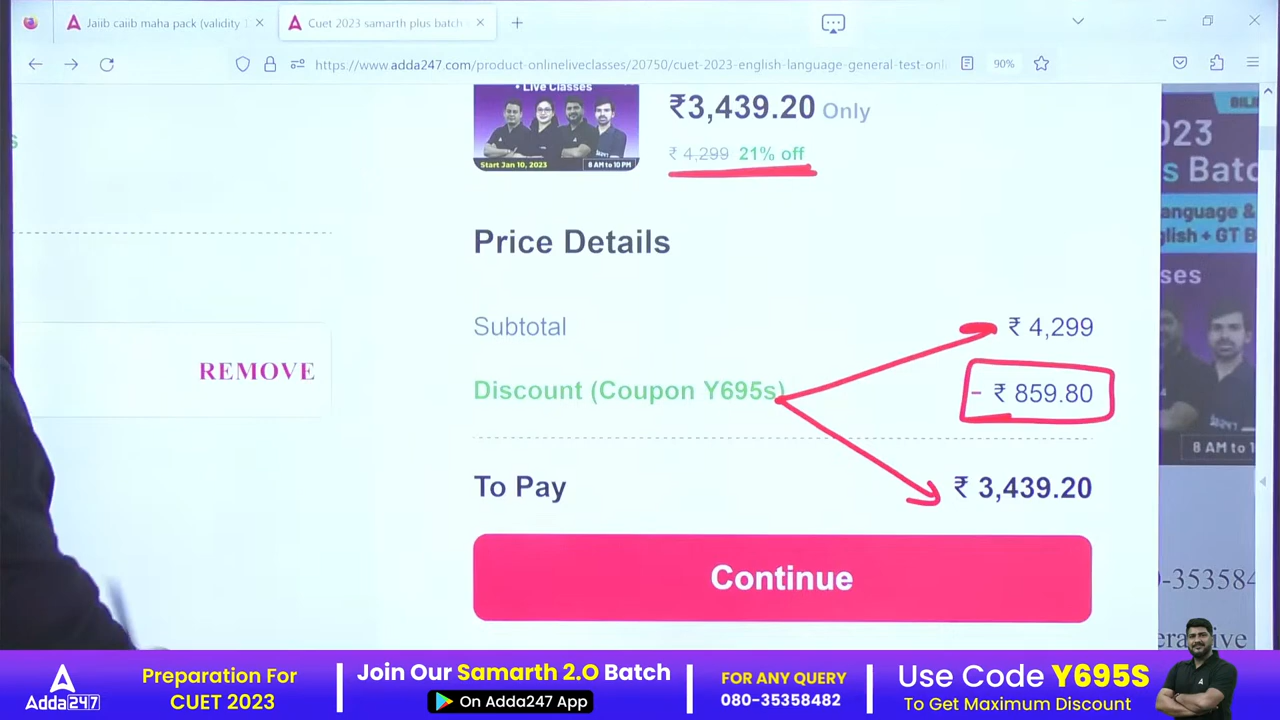 Jaiib caiib maha pack (validity
Cuet 2023 samarth plus batch
https://www.adda247.com/product-onlineliveclasses/20750/cuet-2023-english-language-general-test-onli
90%
• Live Classes
Start Jan 10, 2023
8 AM to 10 PM
₹3,439.20 Only
₹ 4,299 21% off
Price Details
Subtotal ₹ 4,299
Discount (Coupon Y695s) - ₹ 859.80
To Pay ₹ 3,439.20
Continue
REMOVE
BILI
023
s Batc
anguage &
glish + GT B
ses
8 AM to 1
0-353584
Preparation For
CUET 2023
Adda247
Join Our Samarth 2.O Batch
On Adda247 App
FOR ANY QUERY
080-35358482
Use Code Y695S
To Get Maximum Discount